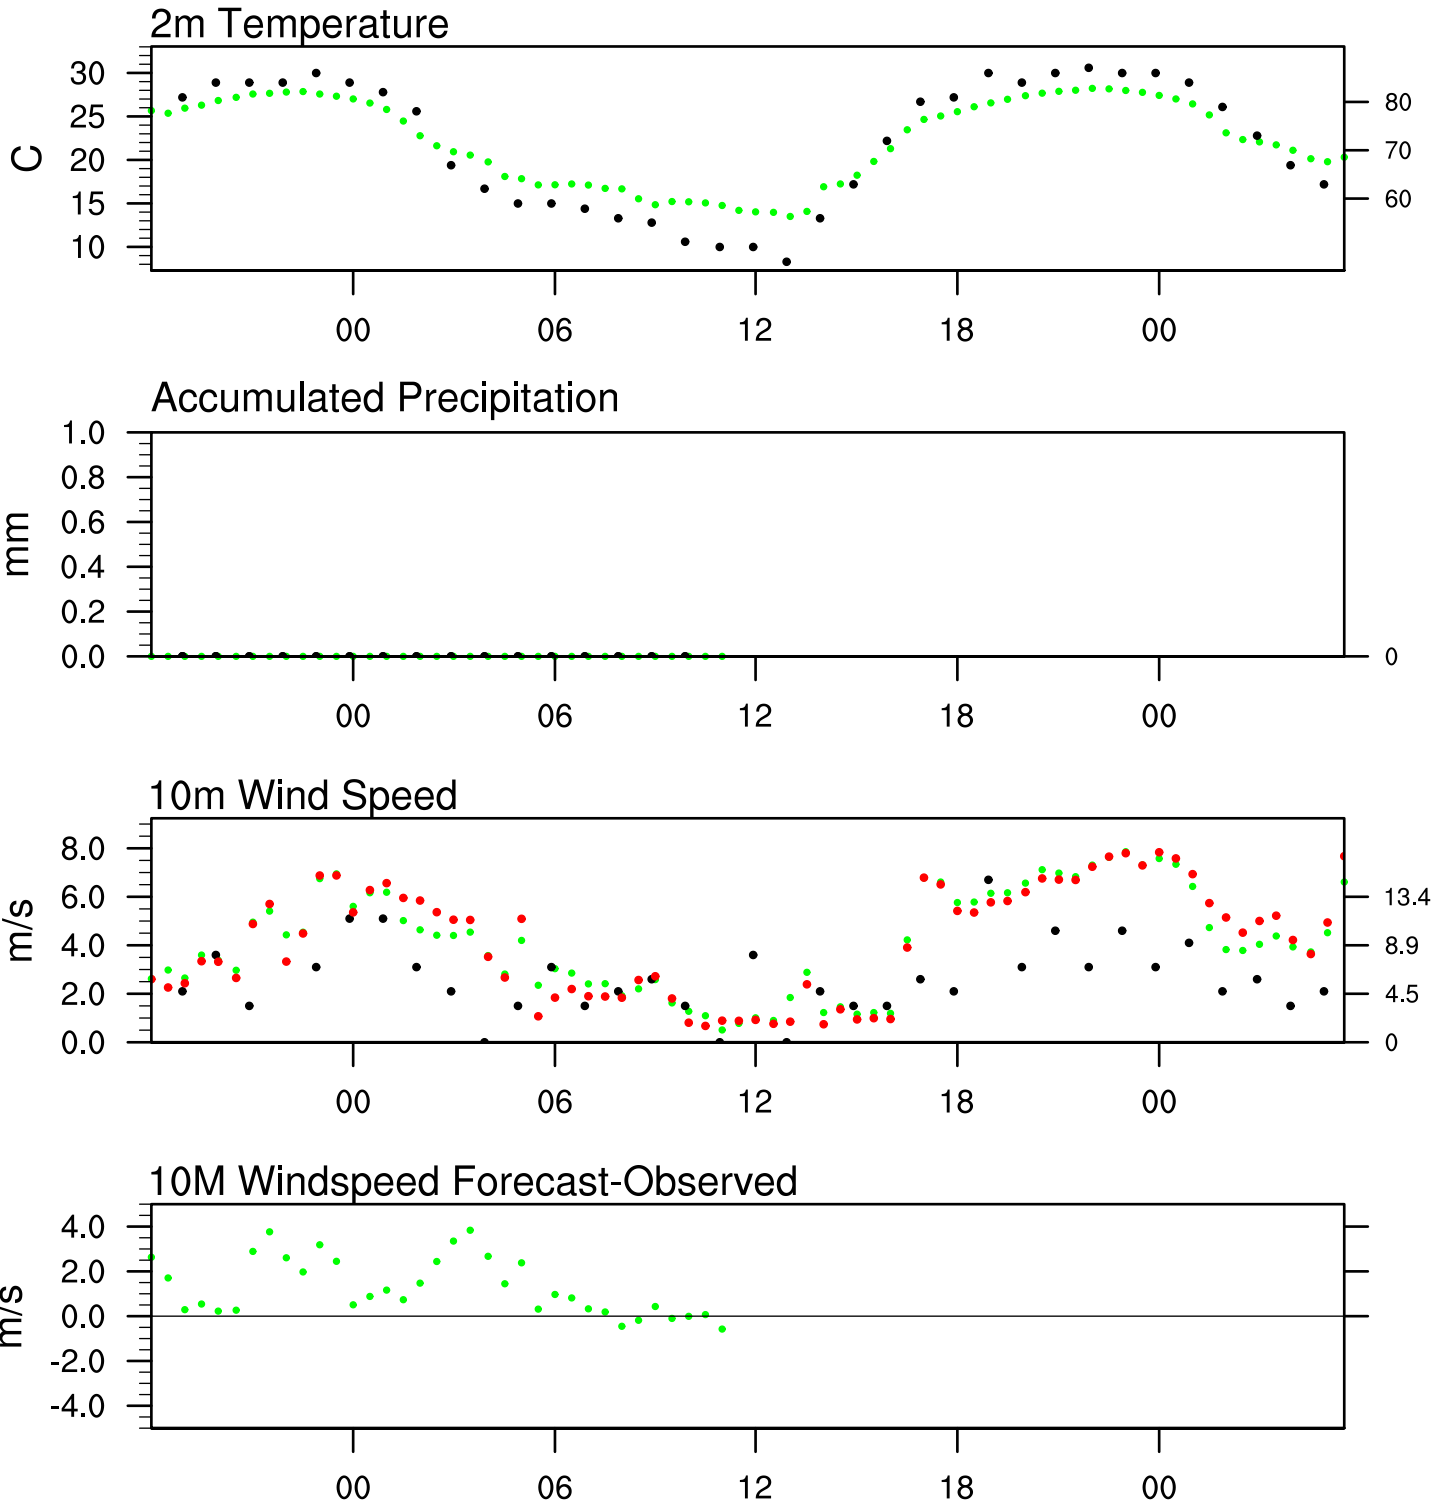 2m Temperature
30
25
20
15
10
C
80
70
60
00 06 12 18 00
Accumulated Precipitation
1.0
0.8
0.6
0.4
0.2
0.0
mm
0
00 06 12 18 00
10m Wind Speed
8.0
6.0
4.0
2.0
0.0
m/s
13.4
8.9
4.5
0
00 06 12 18 00
10M Windspeed Forecast-Observed
4.0
2.0
0.0
-2.0
-4.0
m/s
00 06 12 18 00